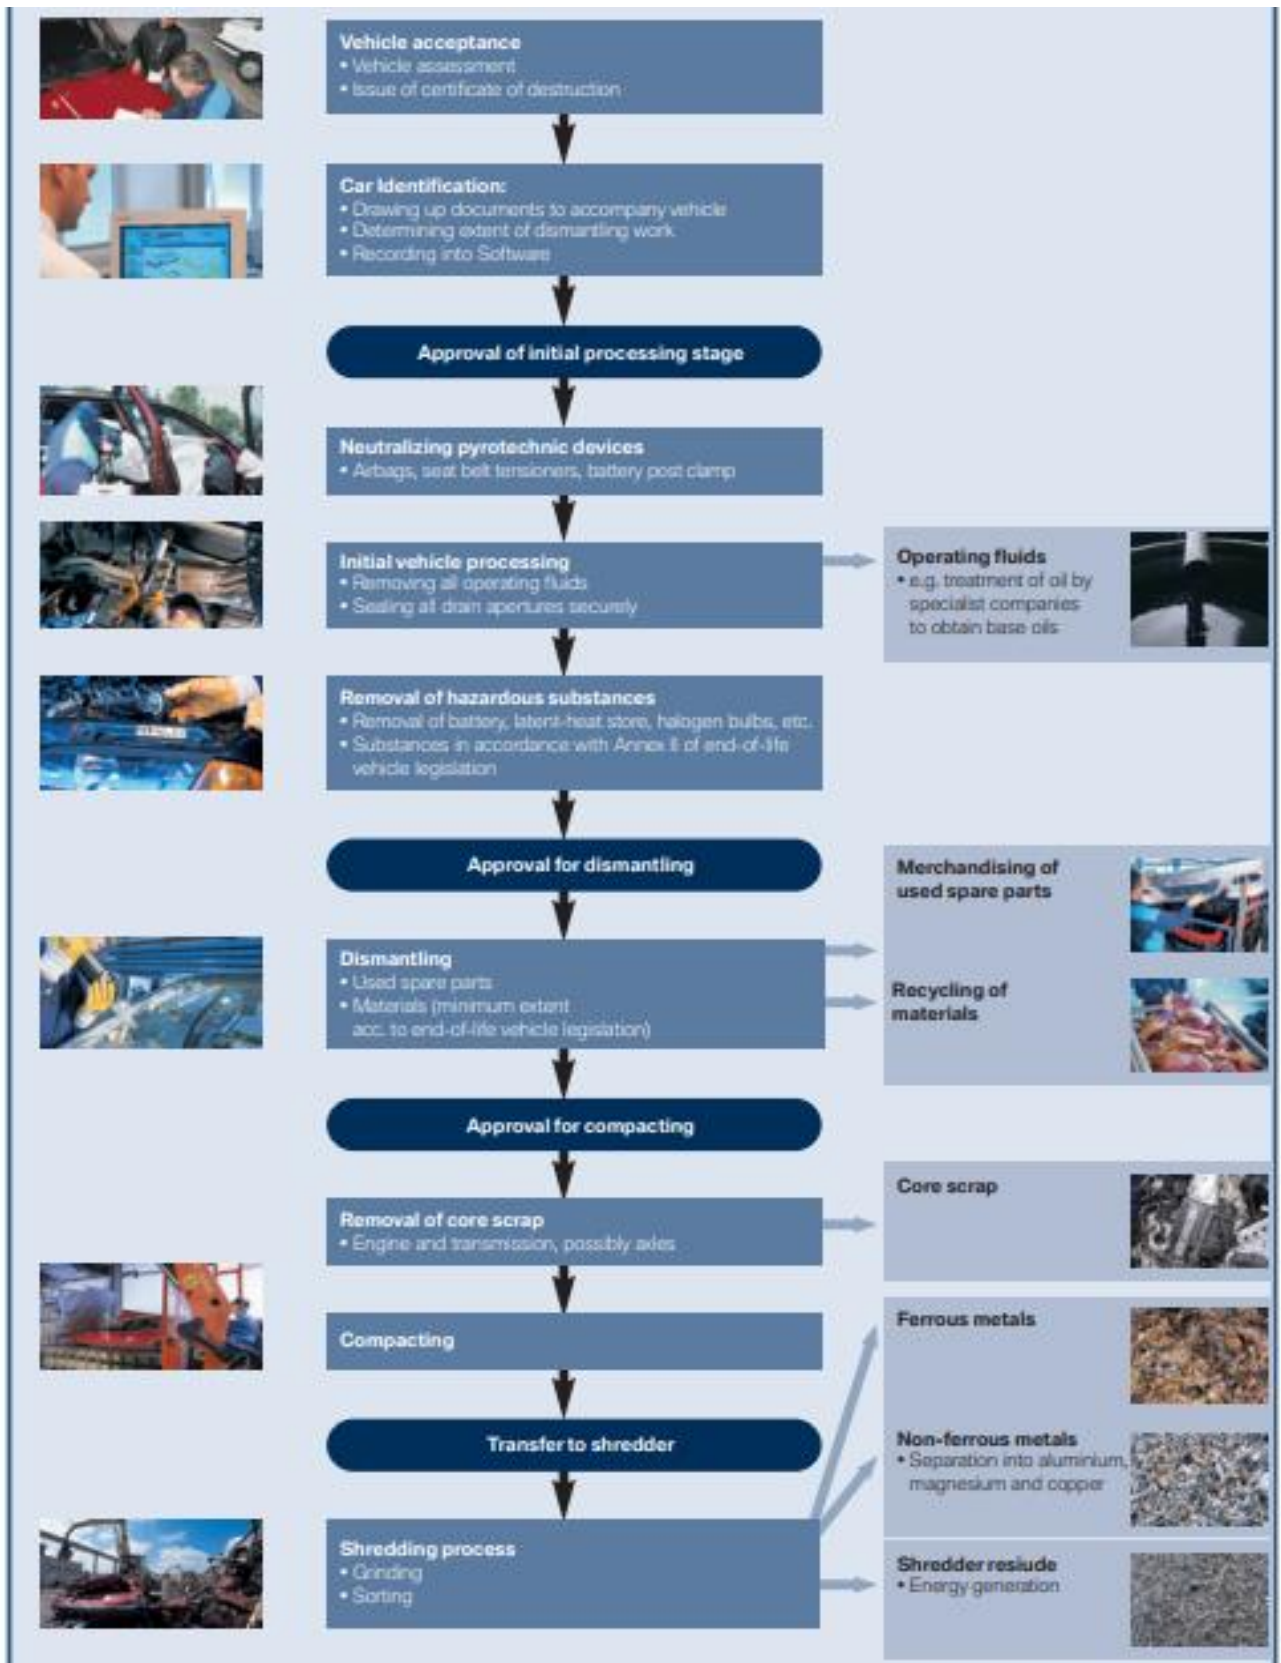 Vehicle acceptance
• Vehicle assessment
• Issue of certificate of destruction
Car Identification:
• Drawing up documents to accompany vehicle
• Determining extent of dismantling work
• Recording into Software
Approval of initial processing stage
Neutralizing pyrotechnic devices
• Airbags, seat belt tensioners, battery post clamp
Initial vehicle processing
• Removing all operating fluids
• Sealing all drain apertures securely
Operating fluids
• e.g. treatment of oil by
specialist companies
to obtain base oils
Removal of hazardous substances
• Removal of battery, latent-heat store, halogen bulbs, etc.
• Substances in accordance with Annex II of end-of-life
vehicle legislation
Approval for dismantling
Merchandising of
used spare parts
Dismantling
• Used spare parts
• Materials (minimum extent
acc. to end-of-life vehicle legislation)
Recycling of
materials
Approval for compacting
Removal of core scrap
• Engine and transmission, possibly axles
Core scrap
Compacting
Ferrous metals
Transfer to shredder
Non-ferrous metals
• Separation into aluminium,
magnesium and copper
Shredding process
• Grinding
• Sorting
Shredder resiude
• Energy generation